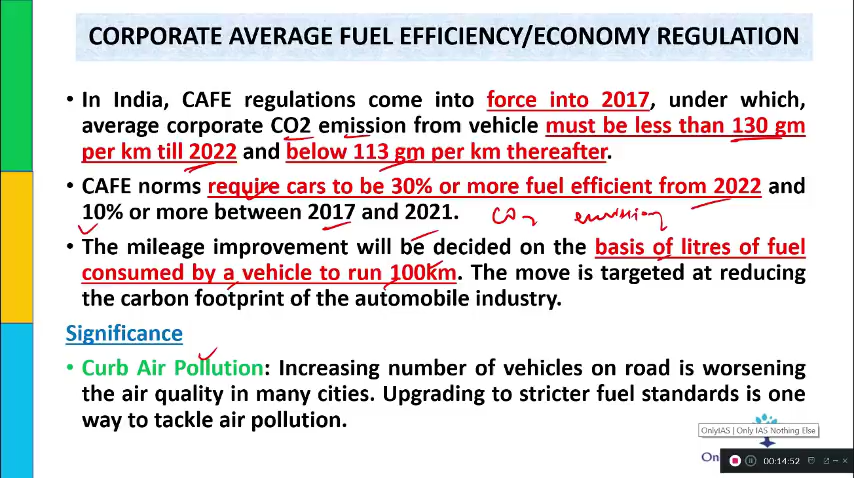 CORPORATE AVERAGE FUEL EFFICIENCY/ECONOMY REGULATION
• In India, CAFE regulations come into force into 2017, under which,
average corporate CO2 emission from vehicle must be less than 130 gm
per km till 2022 and below 113 gm per km thereafter.
• CAFE norms require cars to be 30% or more fuel efficient from 2022 and
10% or more between 2017 and 2021.
CO2 emission
• The mileage improvement will be decided on the basis of litres of fuel
consumed by a vehicle to run 100km. The move is targeted at reducing
the carbon footprint of the automobile industry.
Significance
• Curb Air Pollution: Increasing number of vehicles on road is worsening
the air quality in many cities. Upgrading to stricter fuel standards is one
way to tackle air pollution.
OnlyIAS | Only IAS Nothing Else
On
00:14:52